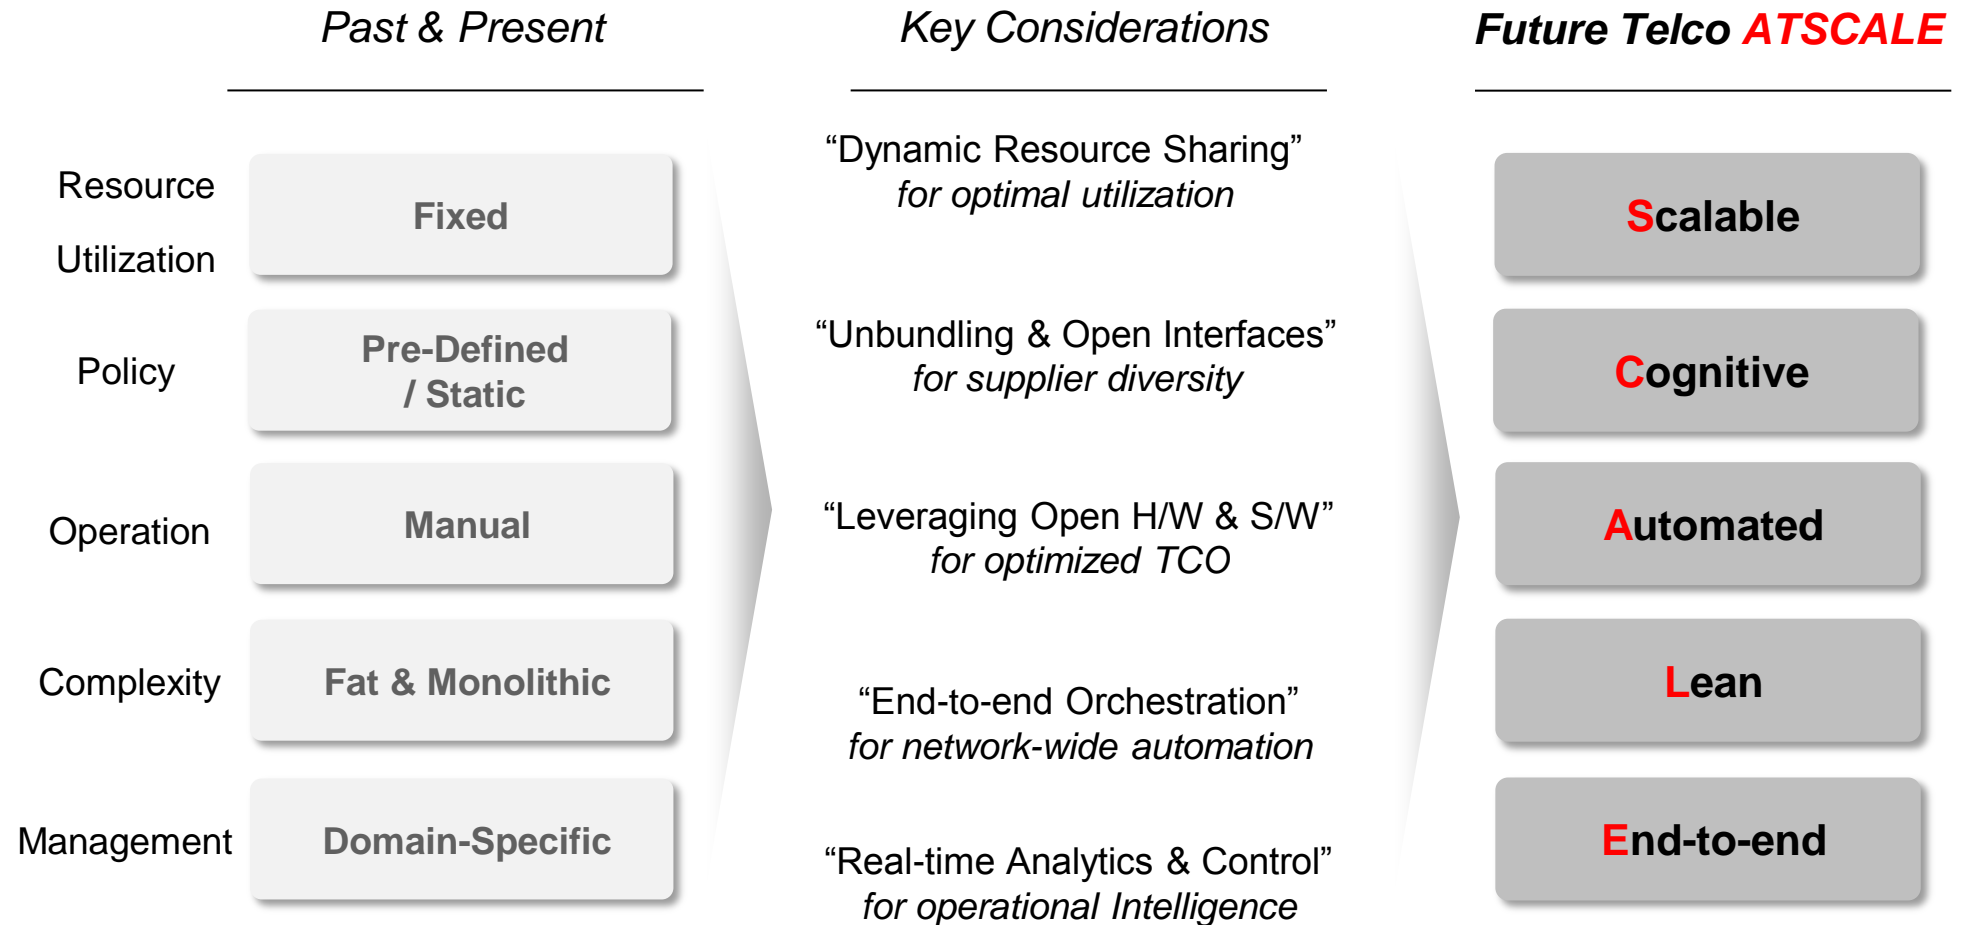 Past & Present
Key Considerations
Future Telco ATSCALE
Resource
Utilization
Fixed
“Dynamic Resource Sharing”
for optimal utilization
Scalable
Policy
Pre-Defined
/ Static
“Unbundling & Open Interfaces”
for supplier diversity
Cognitive
Operation
Manual
“Leveraging Open H/W & S/W”
for optimized TCO
Automated
Complexity
Fat & Monolithic
“End-to-end Orchestration”
for network-wide automation
Lean
Management
Domain-Specific
“Real-time Analytics & Control”
for operational Intelligence
End-to-end